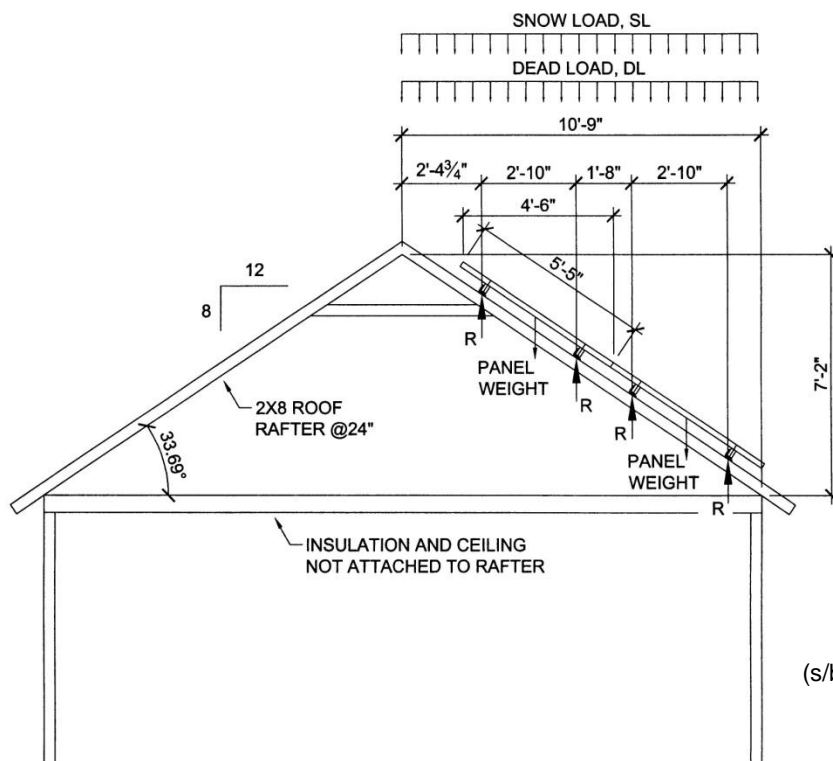 SNOW LOAD, SL
DEAD LOAD, DL
10'-9"
2'-4¾"
2'-10"
1'-8"
2'-10"
4'-6"
5'-5"
12
8
R
PANEL
WEIGHT
R
R
7'-2"
2X8 ROOF
RAFTER @24"
33.69°
PANEL
WEIGHT
R
INSULATION AND CEILING
NOT ATTACHED TO RAFTER